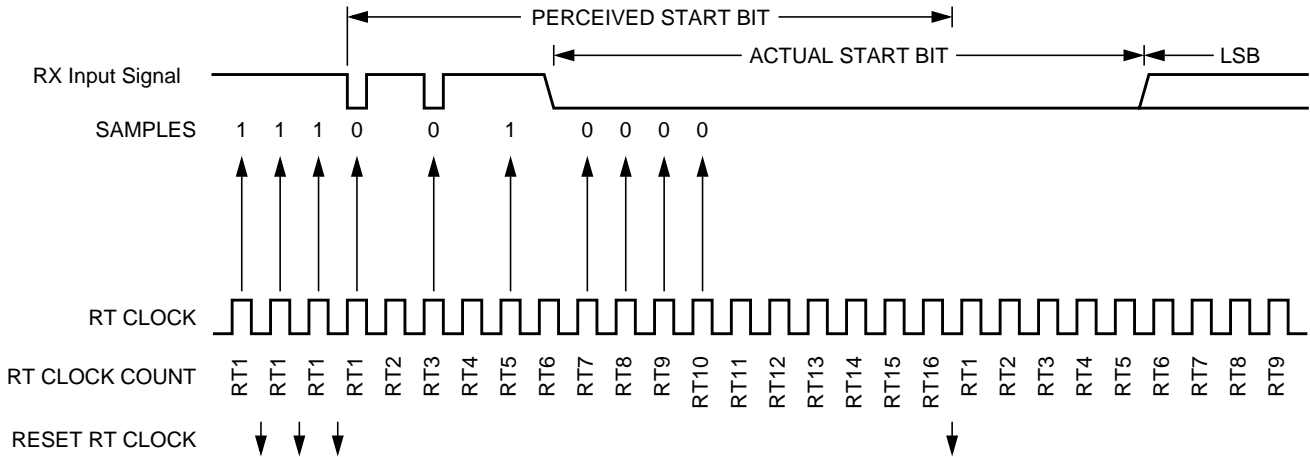 PERCEIVED START BIT
ACTUAL START BIT LSB
RX Input Signal
SAMPLES 1 1 1 0 0 1 0 0 0 0
RT CLOCK
RT CLOCK COUNT RT1 RT1 RT1 RT1 RT2 RT3 RT4 RT5 RT6 RT7 RT8 RT9 RT10 RT11 RT12 RT13 RT14 RT15 RT16 RT1 RT2 RT3 RT4 RT5 RT6 RT7 RT8 RT9
RESET RT CLOCK